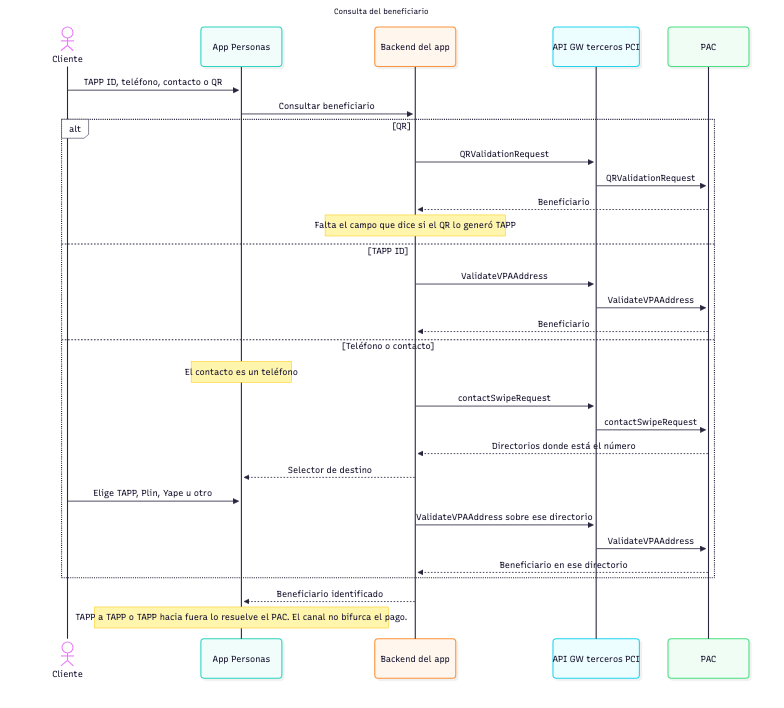 Consulta del beneficiario
Cliente
App Personas
Backend del app
API GW terceros PCI
PAC
TAPP ID, teléfono, contacto o QR
Consultar beneficiario
alt
[QR]
QRValidationRequest
QRValidationRequest
Beneficiario
Falta el campo que dice si el QR lo generó TAPP
[TAPP ID]
ValidateVPAAddress
ValidateVPAAddress
Beneficiario
[Teléfono o contacto]
El contacto es un teléfono
contactSwipeRequest
contactSwipeRequest
Directorios donde está el número
Selector de destino
Elige TAPP, Plin, Yape u otro
ValidateVPAAddress sobre ese directorio
ValidateVPAAddress
Beneficiario en ese directorio
Beneficiario identificado
TAPP a TAPP o TAPP hacia fuera lo resuelve el PAC. El canal no bifurca el pago.
Cliente
App Personas
Backend del app
API GW terceros PCI
PAC